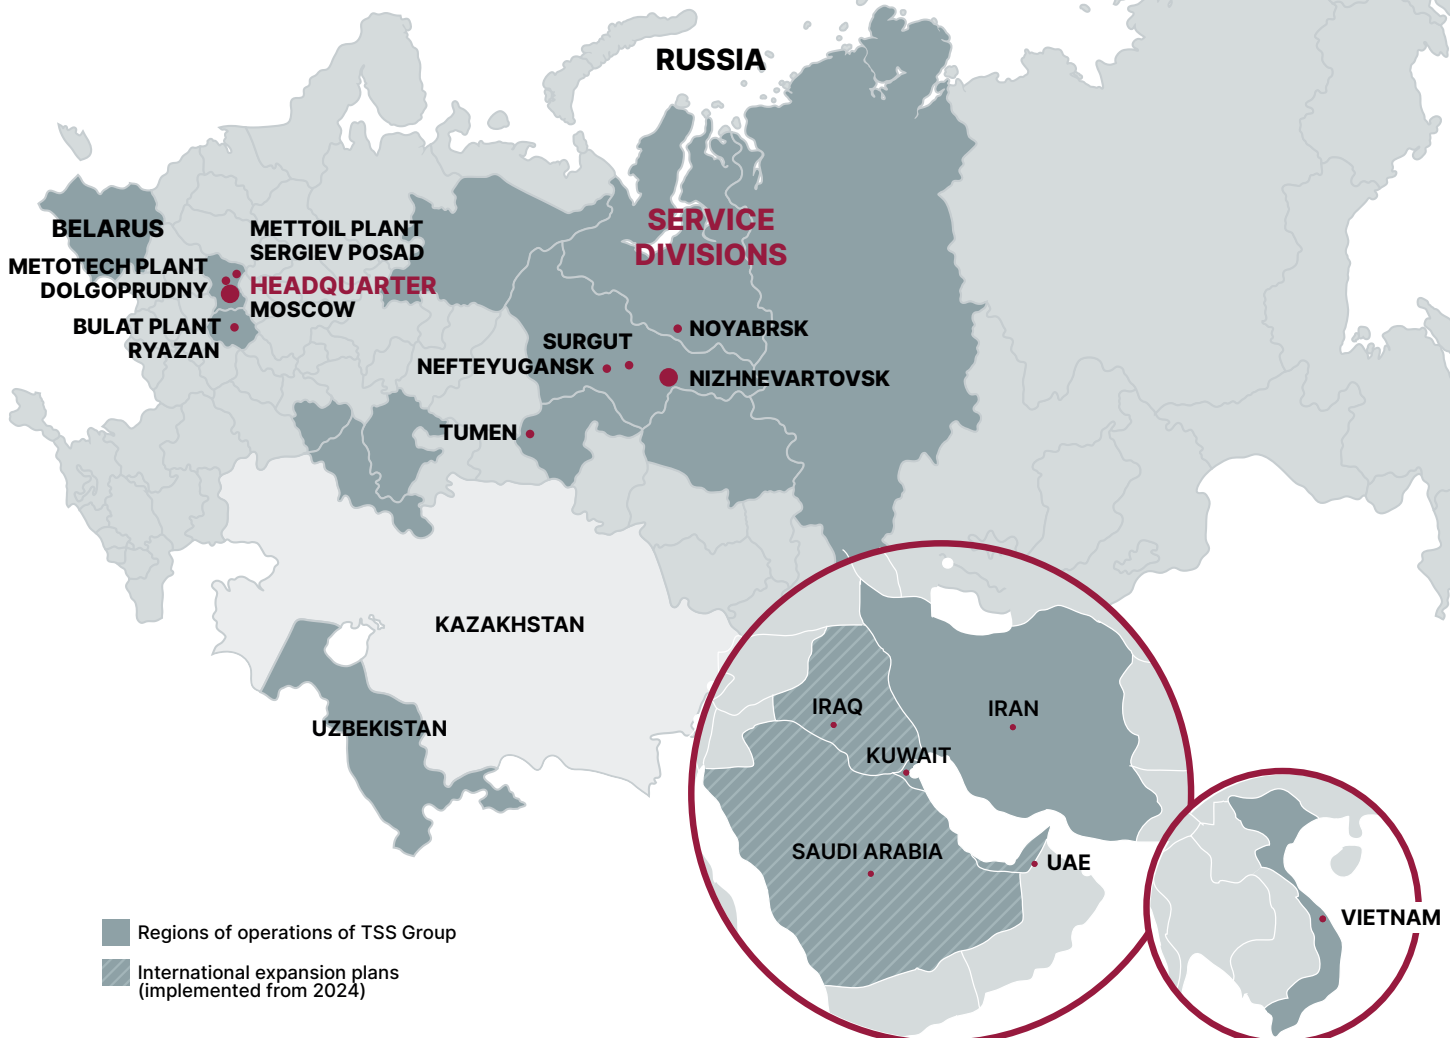 RUSSIA
SERVICE
DIVISIONS
BELARUS
METTOIL PLANT
SERGIEV POSAD
METOTECH PLANT
DOLGOPRUDNY
HEADQUARTER
MOSCOW
BULAT PLANT
RYAZAN
NOYABRSK
SURGUT
NEFTEYUGANSK
NIZHNEVARTOVSK
TUMEN
KAZAKHSTAN
UZBEKISTAN
IRAQ
IRAN
KUWAIT
SAUDI ARABIA
UAE
VIETNAM
Regions of operations of TSS Group
International expansion plans
(implemented from 2024)